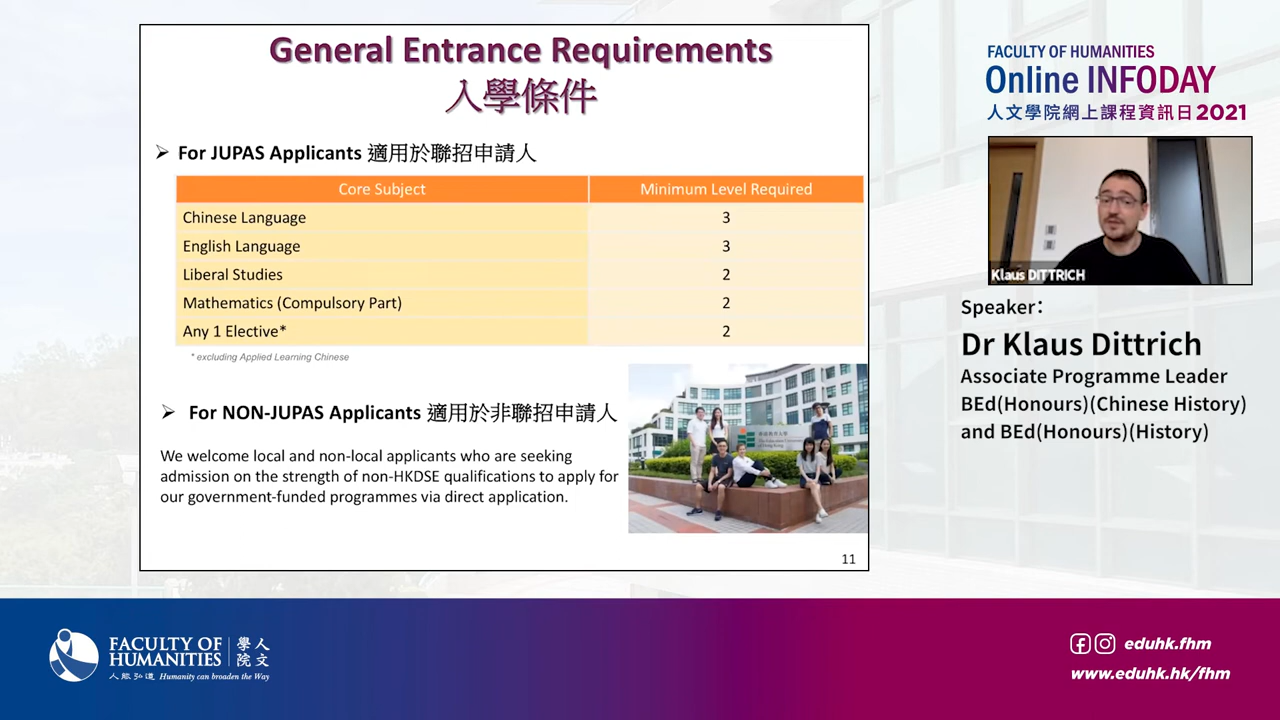 General Entrance Requirements
入學條件
For JUPAS Applicants 適用於聯招申請人
Core Subject Minimum Level Required
Chinese Language 3
English Language 3
Liberal Studies 2
Mathematics (Compulsory Part) 2
Any 1 Elective* 2
* excluding Applied Learning Chinese
For NON-JUPAS Applicants 適用於非聯招申請人
We welcome local and non-local applicants who are seeking
admission on the strength of non-HKDSE qualifications to apply for
our government-funded programmes via direct application.
11
FACULTY OF HUMANITIES
Online INFODAY
人文學院網上課程資訊日2021
Klaus DITTRICH
Speaker:
Dr Klaus Dittrich
Associate Programme Leader
BEd(Honours)(Chinese History)
and BEd(Honours)(History)
FACULTY OF
HUMANITIES
學人
院文
人能弘道 Humanity can broaden the Way
eduhk.fhm
www.eduhk.hk/fhm